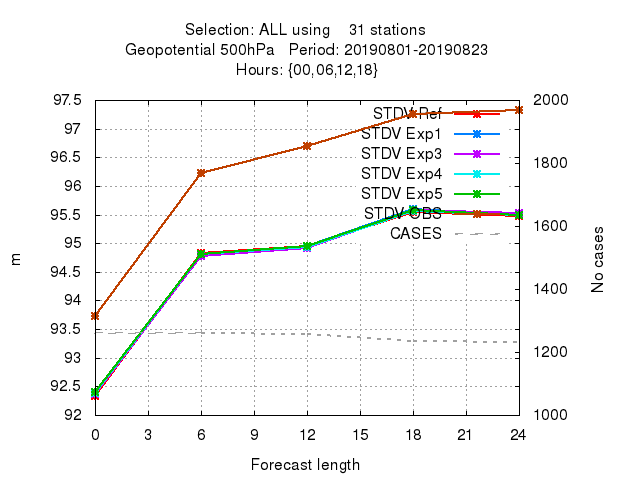 Selection: ALL using    31 stations
Geopotential 500hPa   Period: 20190801-20190823
Hours: {00,06,12,18}
97.5
97
96.5
96
95.5
95
94.5
94
93.5
93
92.5
92
2000
1800
1600
1400
1200
1000
0 3 6 9 12 15 18 21 24
m
No cases
Forecast length
STDV Ref
STDV Exp1
STDV Exp3
STDV Exp4
STDV Exp5
STDV OBS
CASES